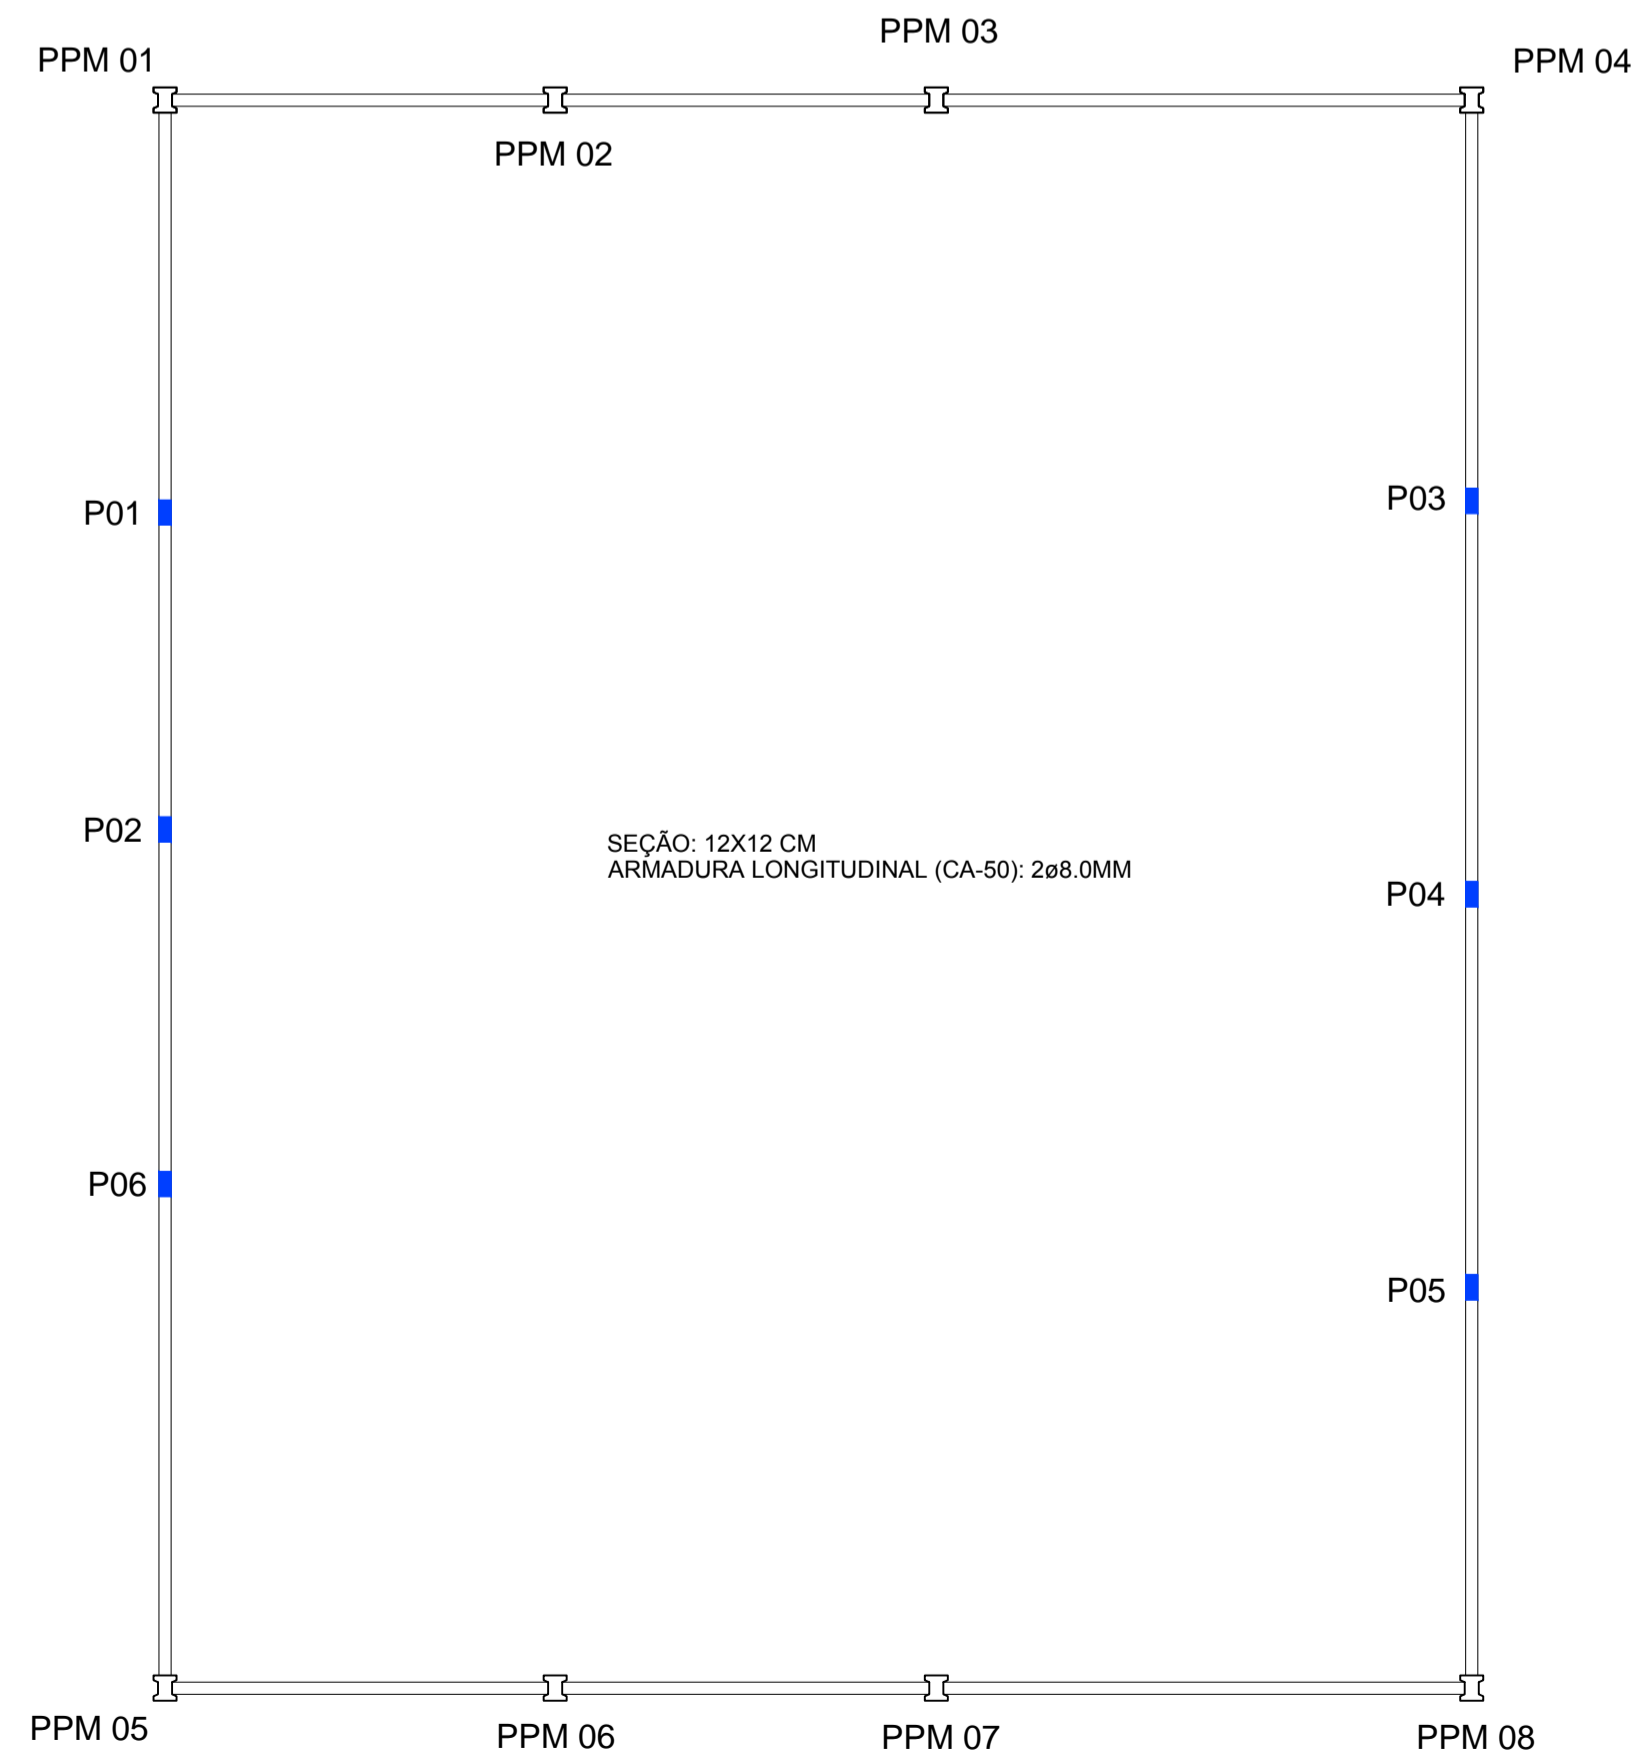 PPM 03
PPM 01
PPM 04
PPM 02
P03
P01
P02
SEÇÃO: 12X12 CM
ARMADURA LONGITUDINAL (CA-50): 2ø8.0MM
P04
P06
P05
PPM 05
PPM 06
PPM 07
PPM 08